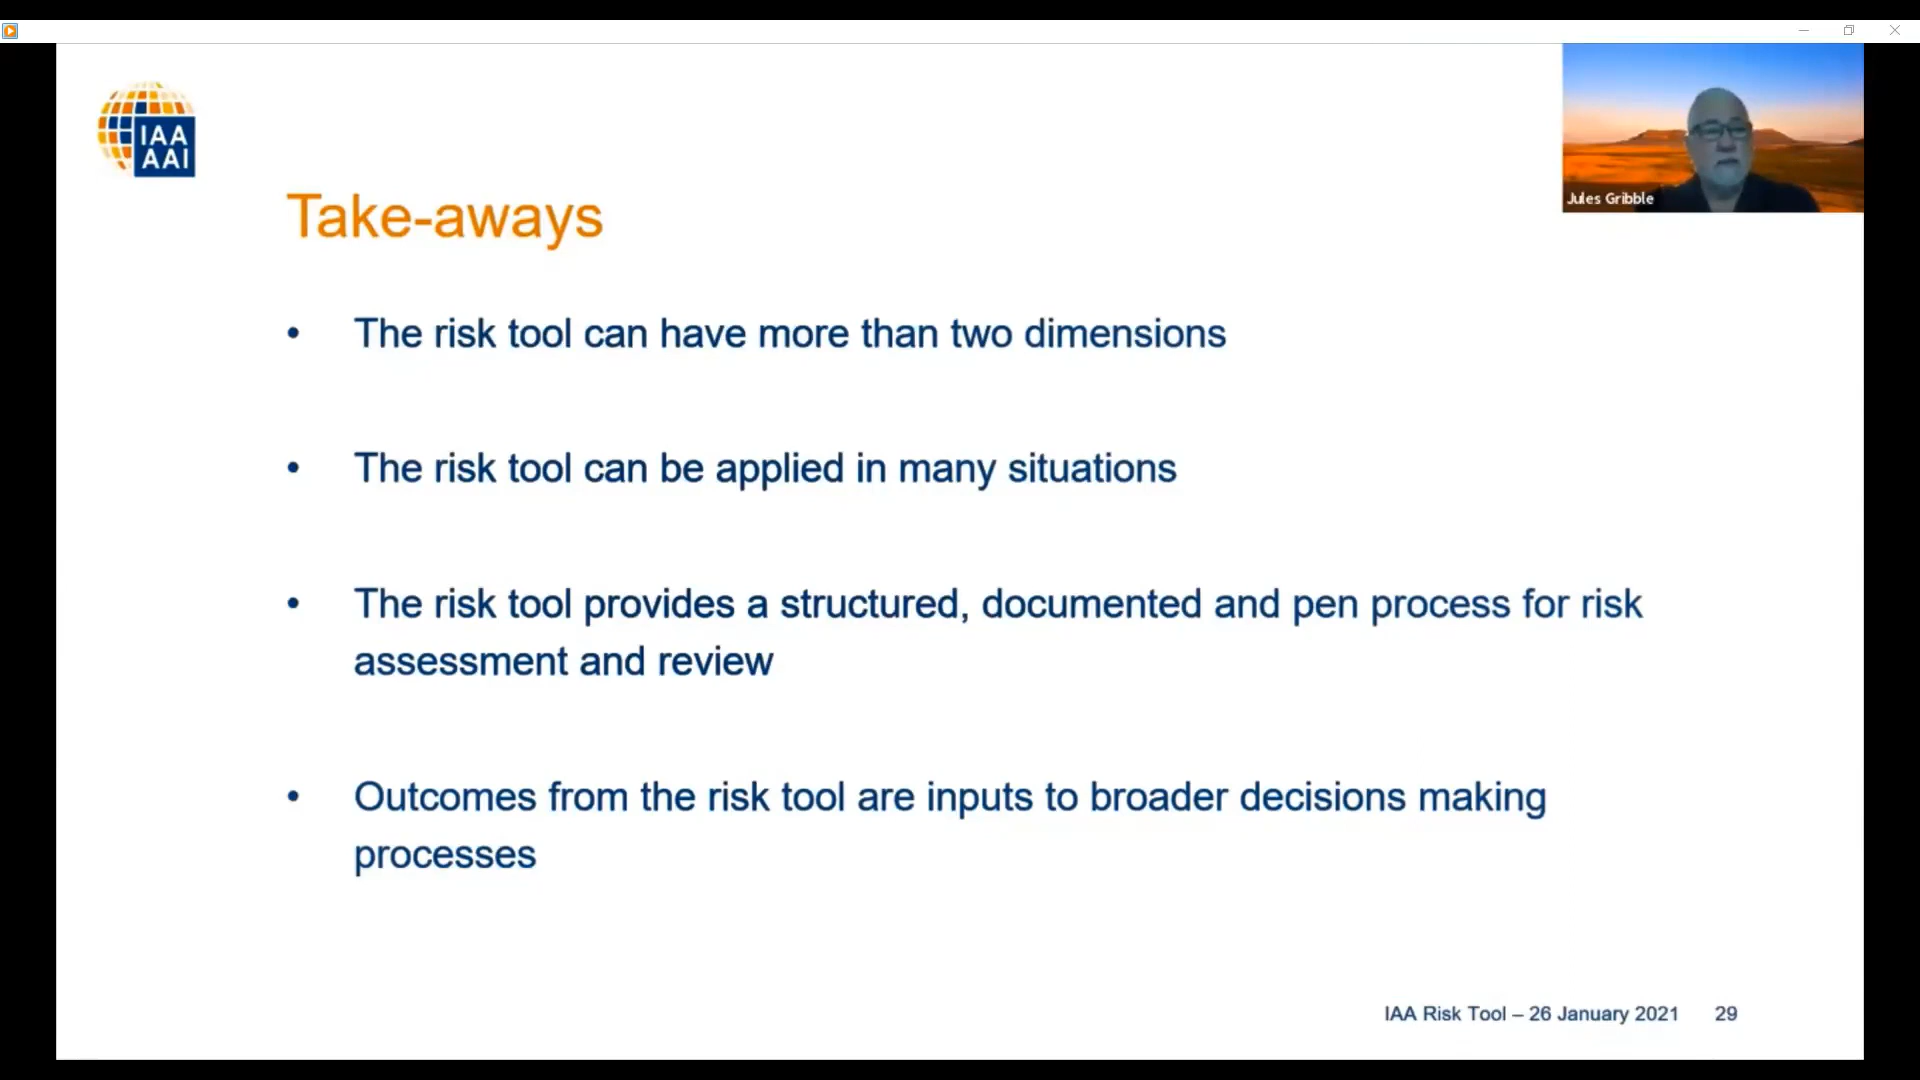 IAA
AAI
Jules Gribble
Take-aways
• The risk tool can have more than two dimensions
• The risk tool can be applied in many situations
• The risk tool provides a structured, documented and pen process for risk
assessment and review
• Outcomes from the risk tool are inputs to broader decisions making
processes
IAA Risk Tool – 26 January 2021 29